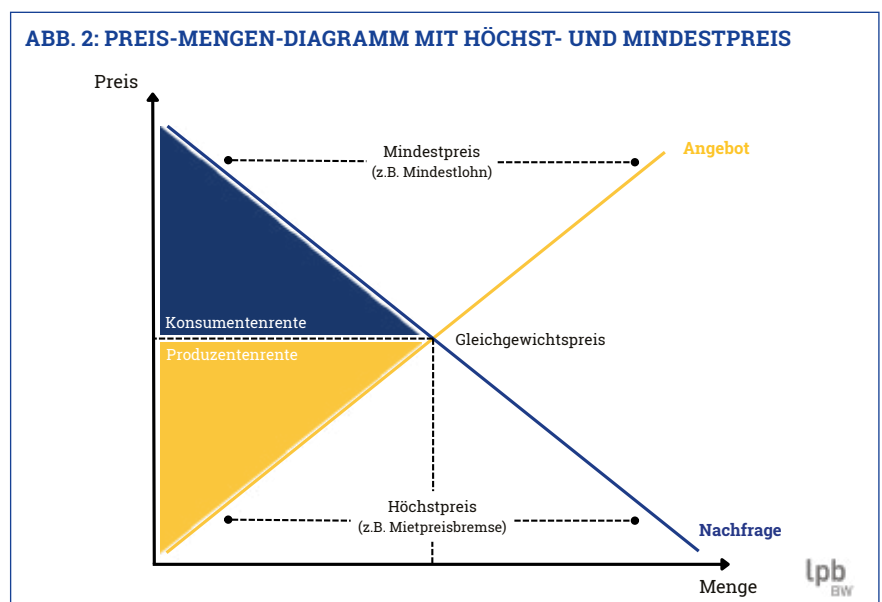 ABB. 2: PREIS-MENGEN-DIAGRAMM MIT HÖCHST- UND MINDESTPREIS
Preis
Mindestpreis
(z.B. Mindestlohn)
Angebot
Konsumentenrente
Gleichgewichtspreis
Produzentenrente
Höchstpreis
(z.B. Mietpreisbremse)
Nachfrage
Menge
lpb
BW